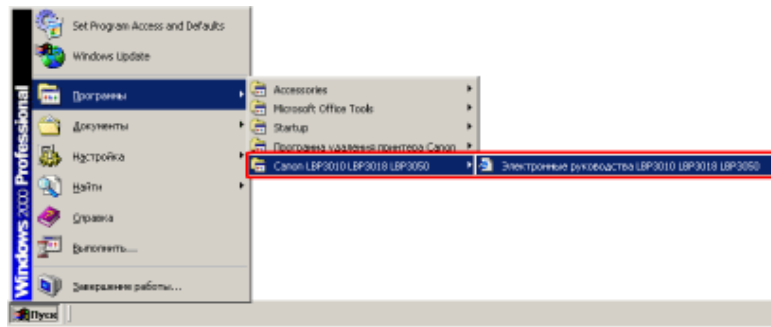 Set Program Access and Defaults
Windows Update
Программы
Документы
Настройка
Найти
Справка
Выполнить...
Завершение работы...
Windows 2000 Professional
Accessories
Microsoft Office Tools
Startup
Программа удаления принтера Canon
Canon LBP3010 LBP3018 LBP3050
Электронные руководства LBP3010 LBP3018 LBP3050
Пуск